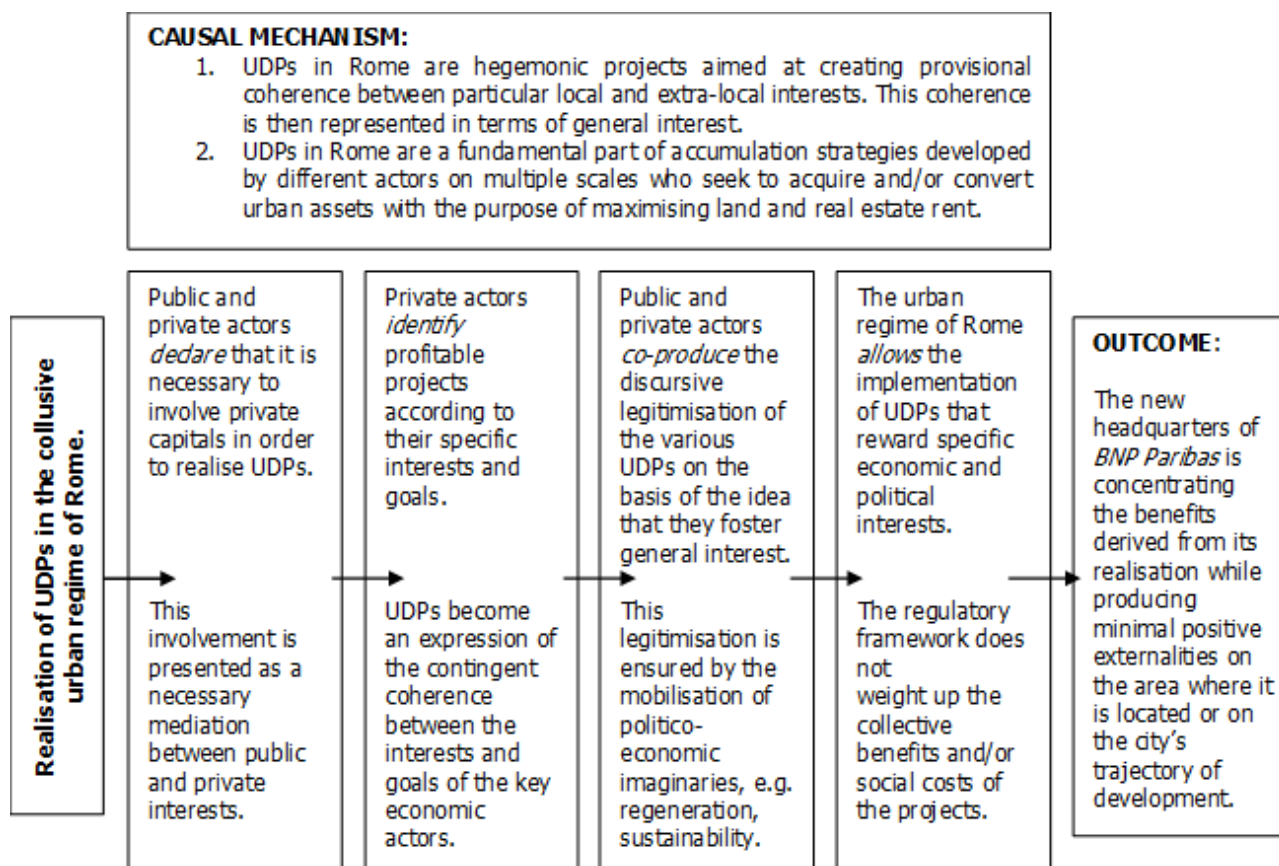 CAUSAL MECHANISM:
1. UDPs in Rome are hegemonic projects aimed at creating provisional
coherence between particular local and extra-local interests. This coherence
is then represented in terms of general interest.
2. UDPs in Rome are a fundamental part of accumulation strategies developed
by different actors on multiple scales who seek to acquire and/or convert
urban assets with the purpose of maximising land and real estate rent.
Realisation of UDPs in the collusive
urban regime of Rome.
Public and
private actors
declare that it is
necessary to
involve private
capitals in order
to realise UDPs.
This
involvement is
presented as a
necessary
mediation
between public
and private
interests.
Private actors
identify
profitable
projects
according to
their specific
interests and
goals.
UDPs become
an expression of
the contingent
coherence
between the
interests and
goals of the key
economic
actors.
Public and
private actors
co-produce the
discursive
legitimisation of
the various
UDPs on the
basis of the idea
that they foster
general interest.
This
legitimisation is
ensured by the
mobilisation of
politico-
economic
imaginaries, e.g.
regeneration,
sustainability.
The urban
regime of Rome
allows the
implementation
of UDPs that
reward specific
economic and
political
interests.
The regulatory
framework does
not
weight up the
collective
benefits and/or
social costs of
the projects.
OUTCOME:
The new
headquarters of
BNP Paribas is
concentrating
the benefits
derived from its
realisation while
producing
minimal positive
externalities on
the area where it
is located or on
the city's
trajectory of
development.